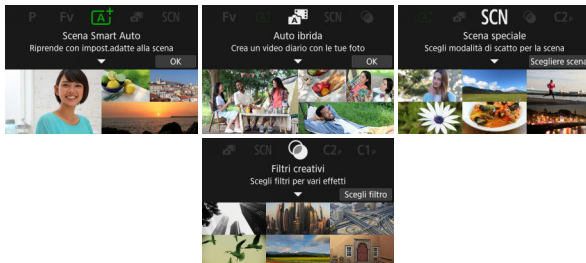 P Fv A+ SCN
Scena Smart Auto
Riprende con impost.adatte alla scena
OK
Fv A+ SCN
Auto ibrida
Crea un video diario con le tue foto
OK
A+ SCN C2
Scena speciale
Scegli modalità di scatto per la scena
Scegliere scena
SCN C2 C1
Filtri creativi
Scegli filtri per vari effetti
Scegli filtro